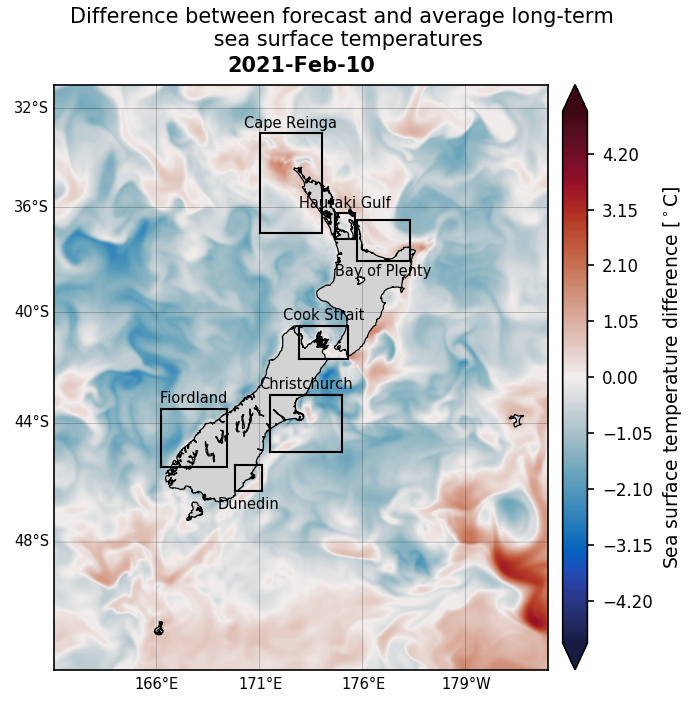 Difference between forecast and average long-term
sea surface temperatures
2021-Feb-10
32°S
36°S
40°S
44°S
48°S
166°E
171°E
176°E
179°W
Cape Reinga
Hauraki Gulf
Bay of Plenty
Cook Strait
Christchurch
Fiordland
Dunedin
4.20
3.15
2.10
1.05
0.00
−1.05
−2.10
−3.15
−4.20
Sea surface temperature difference [°C]